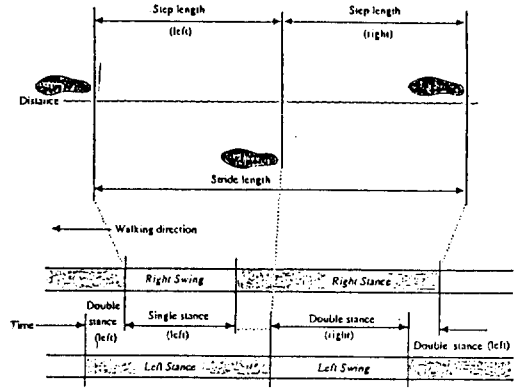 Step length
(left)
Step length
(right)
Distance
Stride length
Walking direction
Right Swing
Right Stance
Time
Double
stance
(left)
Single stance
(left)
Double stance
(right)
Double stance (left)
Left Stance
Left Swing